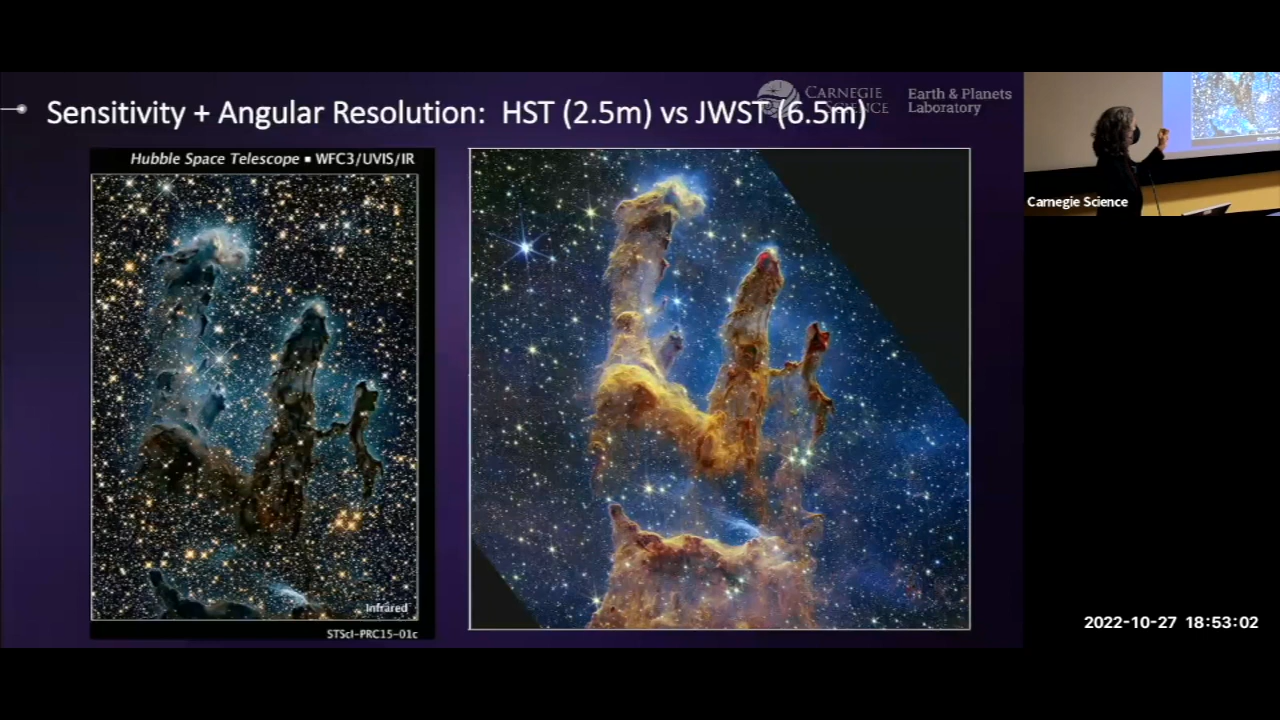 Sensitivity + Angular Resolution: HST (2.5m) vs JWST (6.5m)
CARNEGIE
SCIENCE
Earth & Planets
Laboratory
Hubble Space Telescope ▪ WFC3/UVIS/IR
Infrared
STScI-PRC15-01c
Carnegie Science
2022-10-27 18:53:02